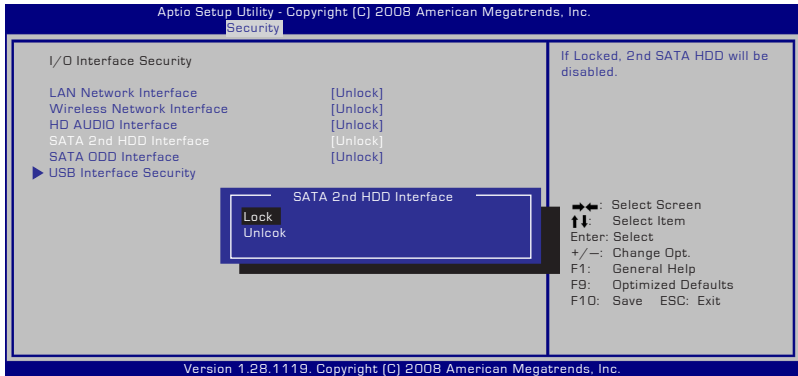 Aptio Setup Utility - Copyright (C) 2008 American Megatrends, Inc.
Security
I/O Interface Security
LAN Network Interface [Unlock]
Wireless Network Interface [Unlock]
HD AUDIO Interface [Unlock]
SATA 2nd HDD Interface [Unlock]
SATA ODD Interface [Unlock]
USB Interface Security
SATA 2nd HDD Interface
Lock
Unlcok
If Locked, 2nd SATA HDD will be
disabled.
→←: Select Screen
↑↓: Select Item
Enter: Select
+/—: Change Opt.
F1: General Help
F9: Optimized Defaults
F10: Save ESC: Exit
Version 1.28.1119. Copyright (C) 2008 American Megatrends, Inc.